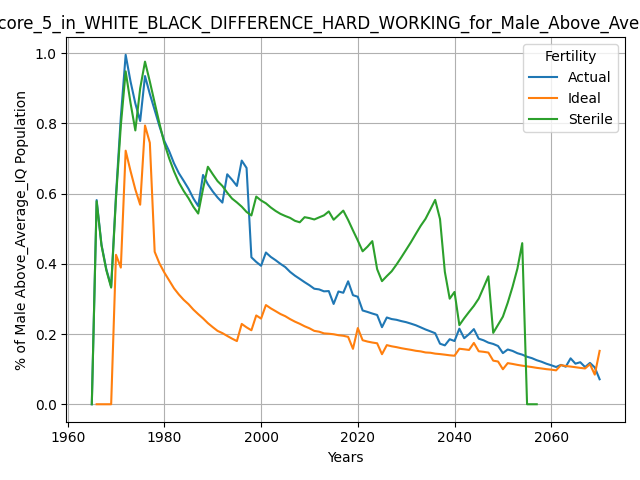 core_5_in_WHITE_BLACK_DIFFERENCE_HARD_WORKING_for_Male_Above_Ave
Fertility
Actual
Ideal
Sterile
% of Male Above_Average_IQ Population
1.0
0.8
0.6
0.4
0.2
0.0
1960 1980 2000 2020 2040 2060
Years